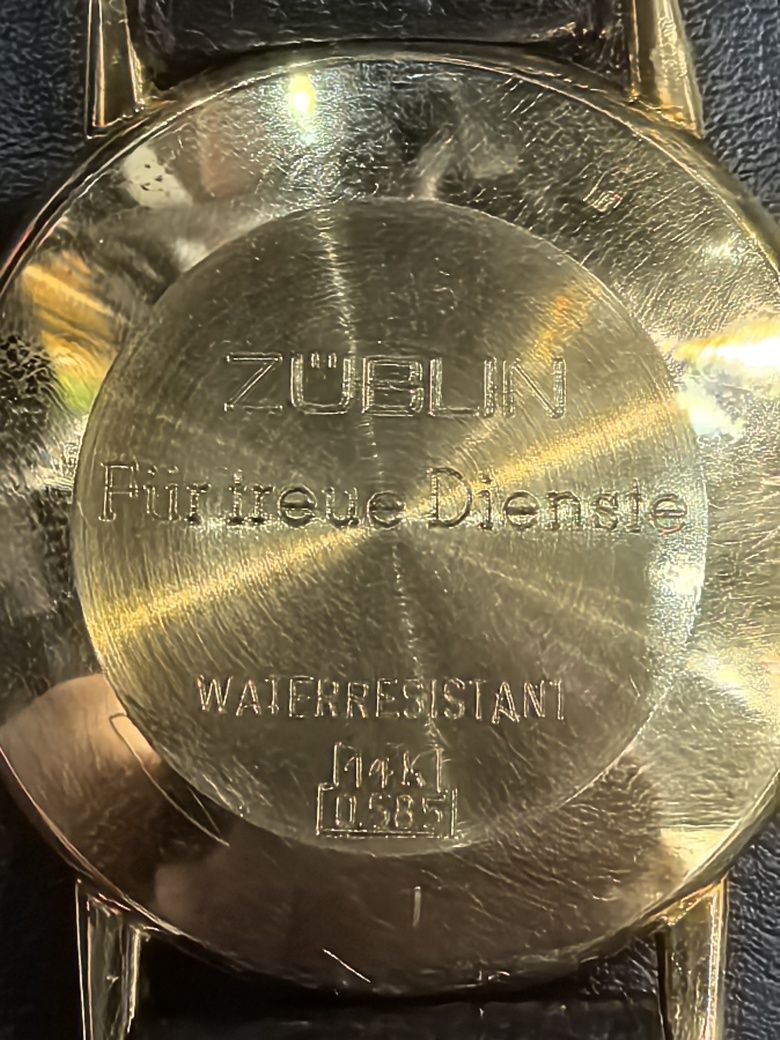 ZÜBLIN
Für treue Dienste
WATERRESISTANT
14K
0.585